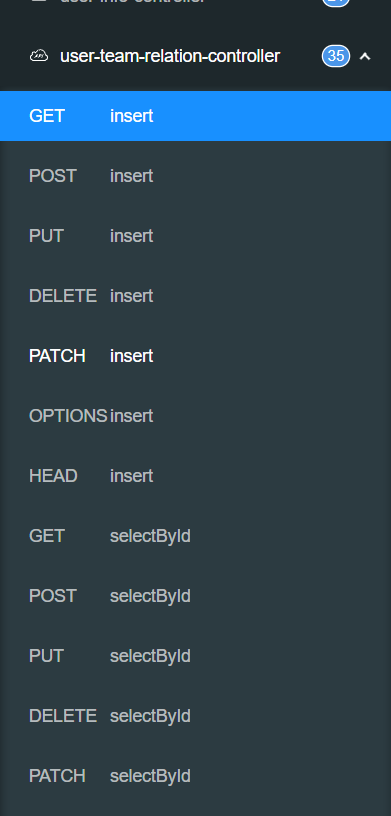 user-team-relation-controller 35
GET insert
POST insert
PUT insert
DELETE insert
PATCH insert
OPTIONS insert
HEAD insert
GET selectById
POST selectById
PUT selectById
DELETE selectById
PATCH selectById